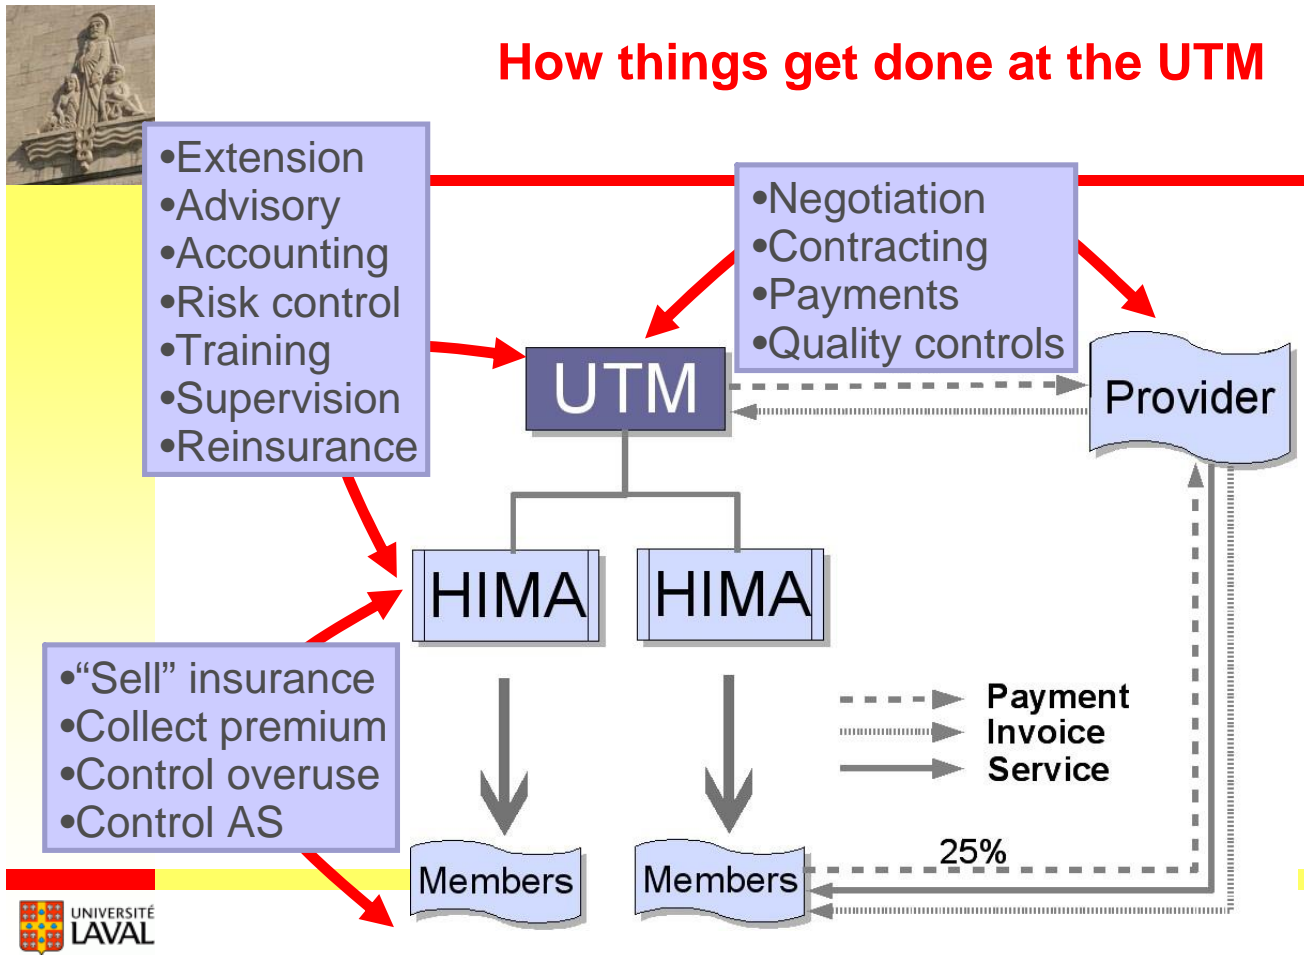 How things get done at the UTM
•Extension
•Advisory
•Accounting
•Risk control
•Training
•Supervision
•Reinsurance
•Negotiation
•Contracting
•Payments
•Quality controls
UTM
Provider
HIMA
HIMA
•“Sell” insurance
•Collect premium
•Control overuse
•Control AS
Payment
Invoice
Service
Members
Members
25%
UNIVERSITÉ
LAVAL